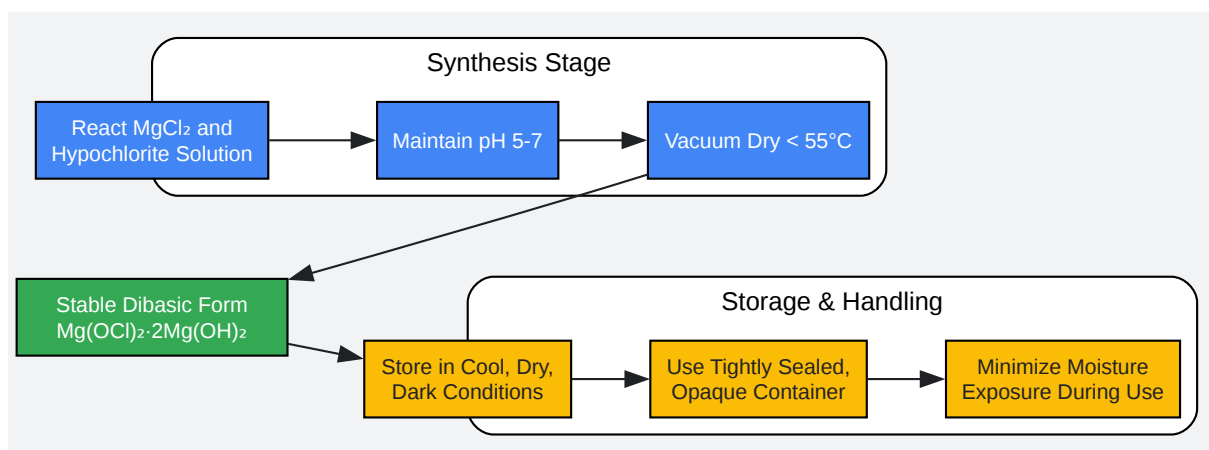 Synthesis Stage
React MgCl₂ and
Hypochlorite Solution
Maintain pH 5-7
Vacuum Dry < 55°C
Stable Dibasic Form
Mg(OCl)₂·2Mg(OH)₂
Storage & Handling
Store in Cool, Dry,
Dark Conditions
Use Tightly Sealed,
Opaque Container
Minimize Moisture
Exposure During Use